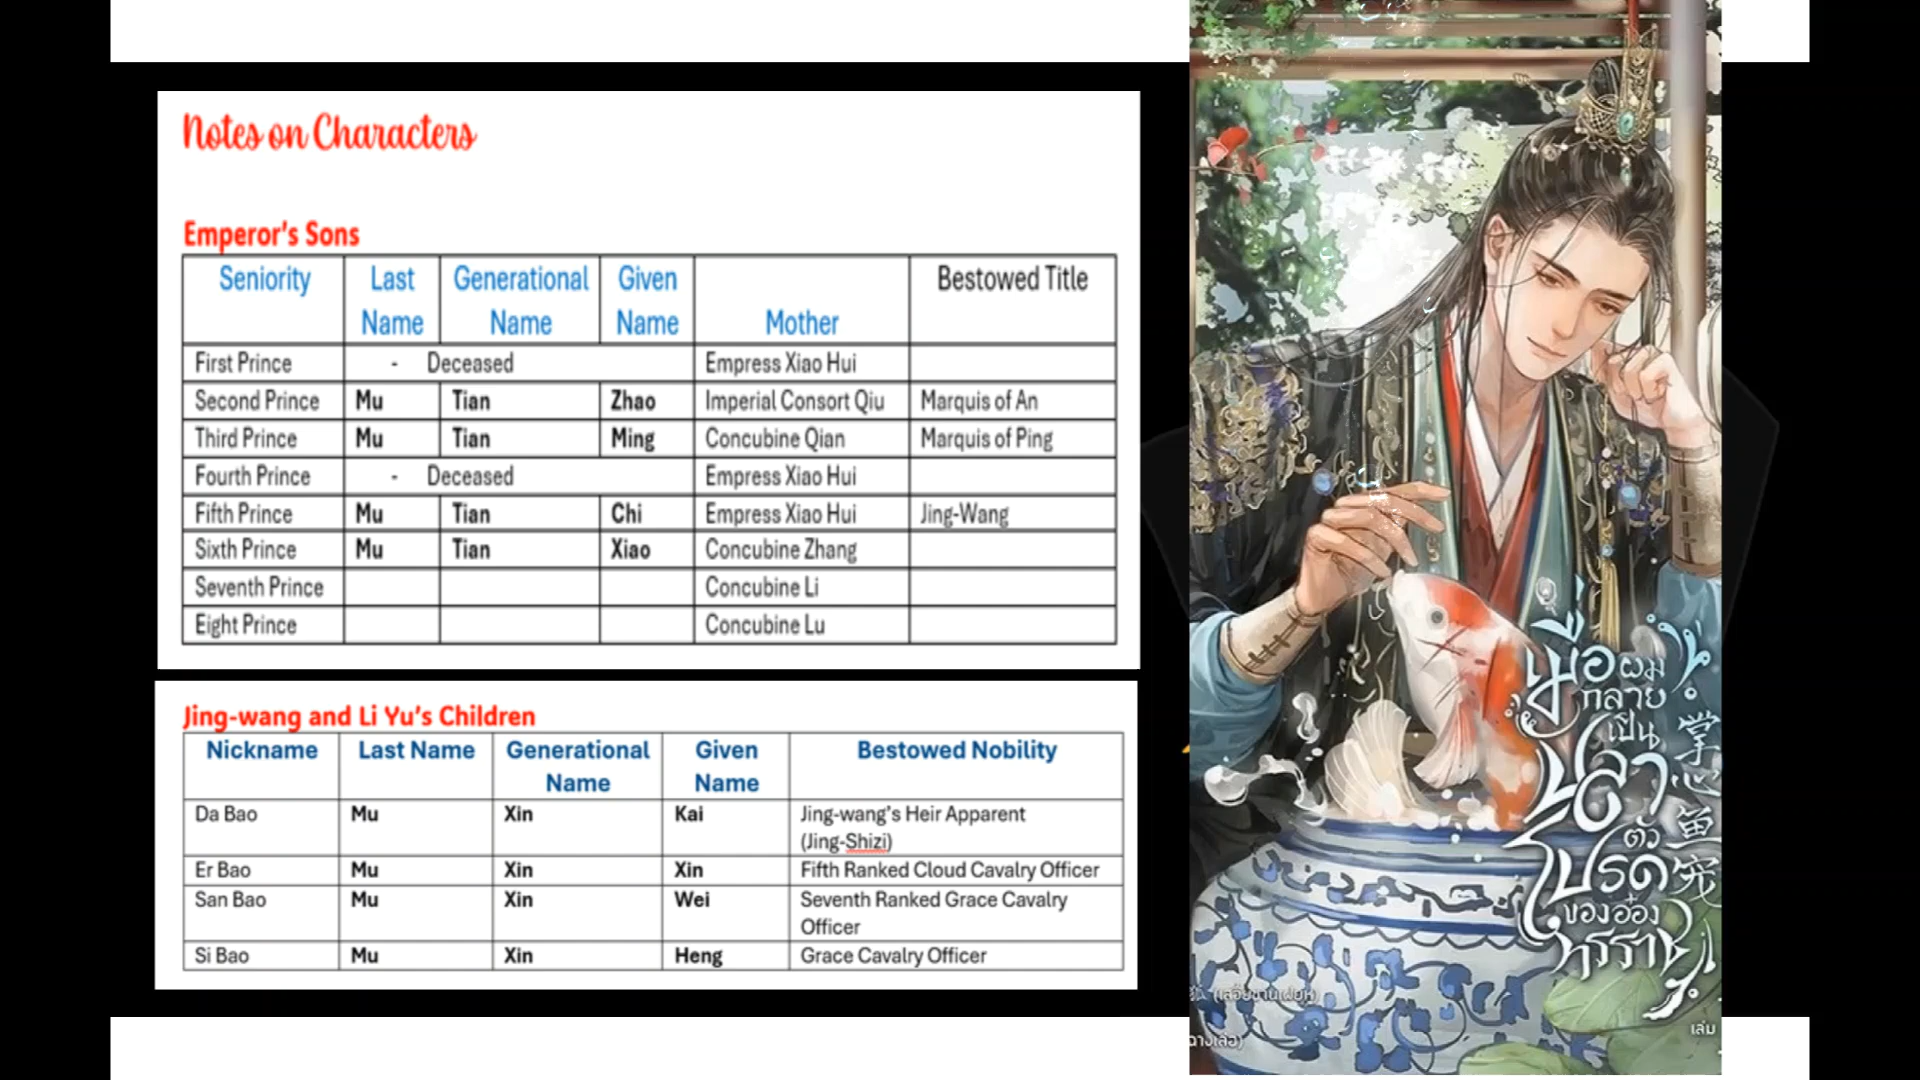 Notes on Characters
Emperor's Sons
Seniority Last Name Generational Name Given Name Mother Bestowed Title
First Prince - Deceased Empress Xiao Hui
Second Prince Mu Tian Zhao Imperial Consort Qiu Marquis of An
Third Prince Mu Tian Ming Concubine Qian Marquis of Ping
Fourth Prince - Deceased Empress Xiao Hui
Fifth Prince Mu Tian Chi Empress Xiao Hui Jing-Wang
Sixth Prince Mu Tian Xiao Concubine Zhang
Seventh Prince Concubine Li
Eight Prince Concubine Lu
Jing-wang and Li Yu's Children
Nickname Last Name Generational Name Given Name Bestowed Nobility
Da Bao Mu Xin Kai Jing-wang's Heir Apparent
(Jing-Shizi)
Er Bao Mu Xin Xin Fifth Ranked Cloud Cavalry Officer
San Bao Mu Xin Wei Seventh Ranked Grace Cavalry
Officer
Si Bao Mu Xin Heng Grace Cavalry Officer
เมื่อผม
กลาย
เป็น
ปลา
ตัว
โปรด
ของอ๋อง
ทรราช
掌心鱼宠
เล่ม